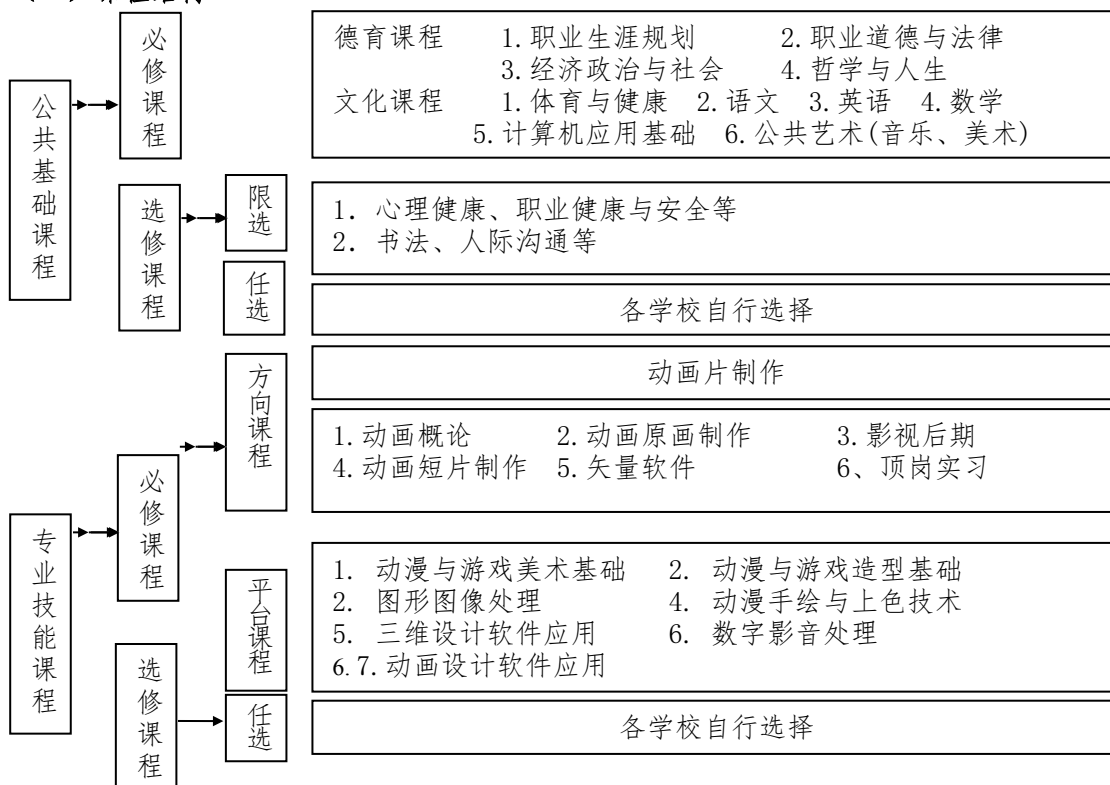 公共基础课程
必修课程
德育课程 1.职业生涯规划 2.职业道德与法律
3.经济政治与社会 4.哲学与人生
文化课程 1.体育与健康 2.语文 3.英语 4.数学
5.计算机应用基础 6.公共艺术(音乐、美术)
选修课程
限选
1. 心理健康、职业健康与安全等
2. 书法、人际沟通等
任选
各学校自行选择
专业技能课程
必修课程
方向课程
动画片制作
1.动画概论 2.动画原画制作 3.影视后期
4.动画短片制作 5.矢量软件 6、顶岗实习
平台课程
1. 动漫与游戏美术基础 2. 动漫与游戏造型基础
2. 图形图像处理 4. 动漫手绘与上色技术
5. 三维设计软件应用 6. 数字影音处理
6.7.动画设计软件应用
选修课程
任选
各学校自行选择